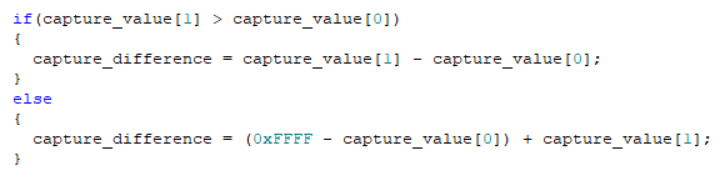 if(capture_value[1] > capture_value[0])
{
  capture_difference = capture_value[1] - capture_value[0];
}
else
{
  capture_difference = (0xFFFF - capture_value[0]) + capture_value[1];
}